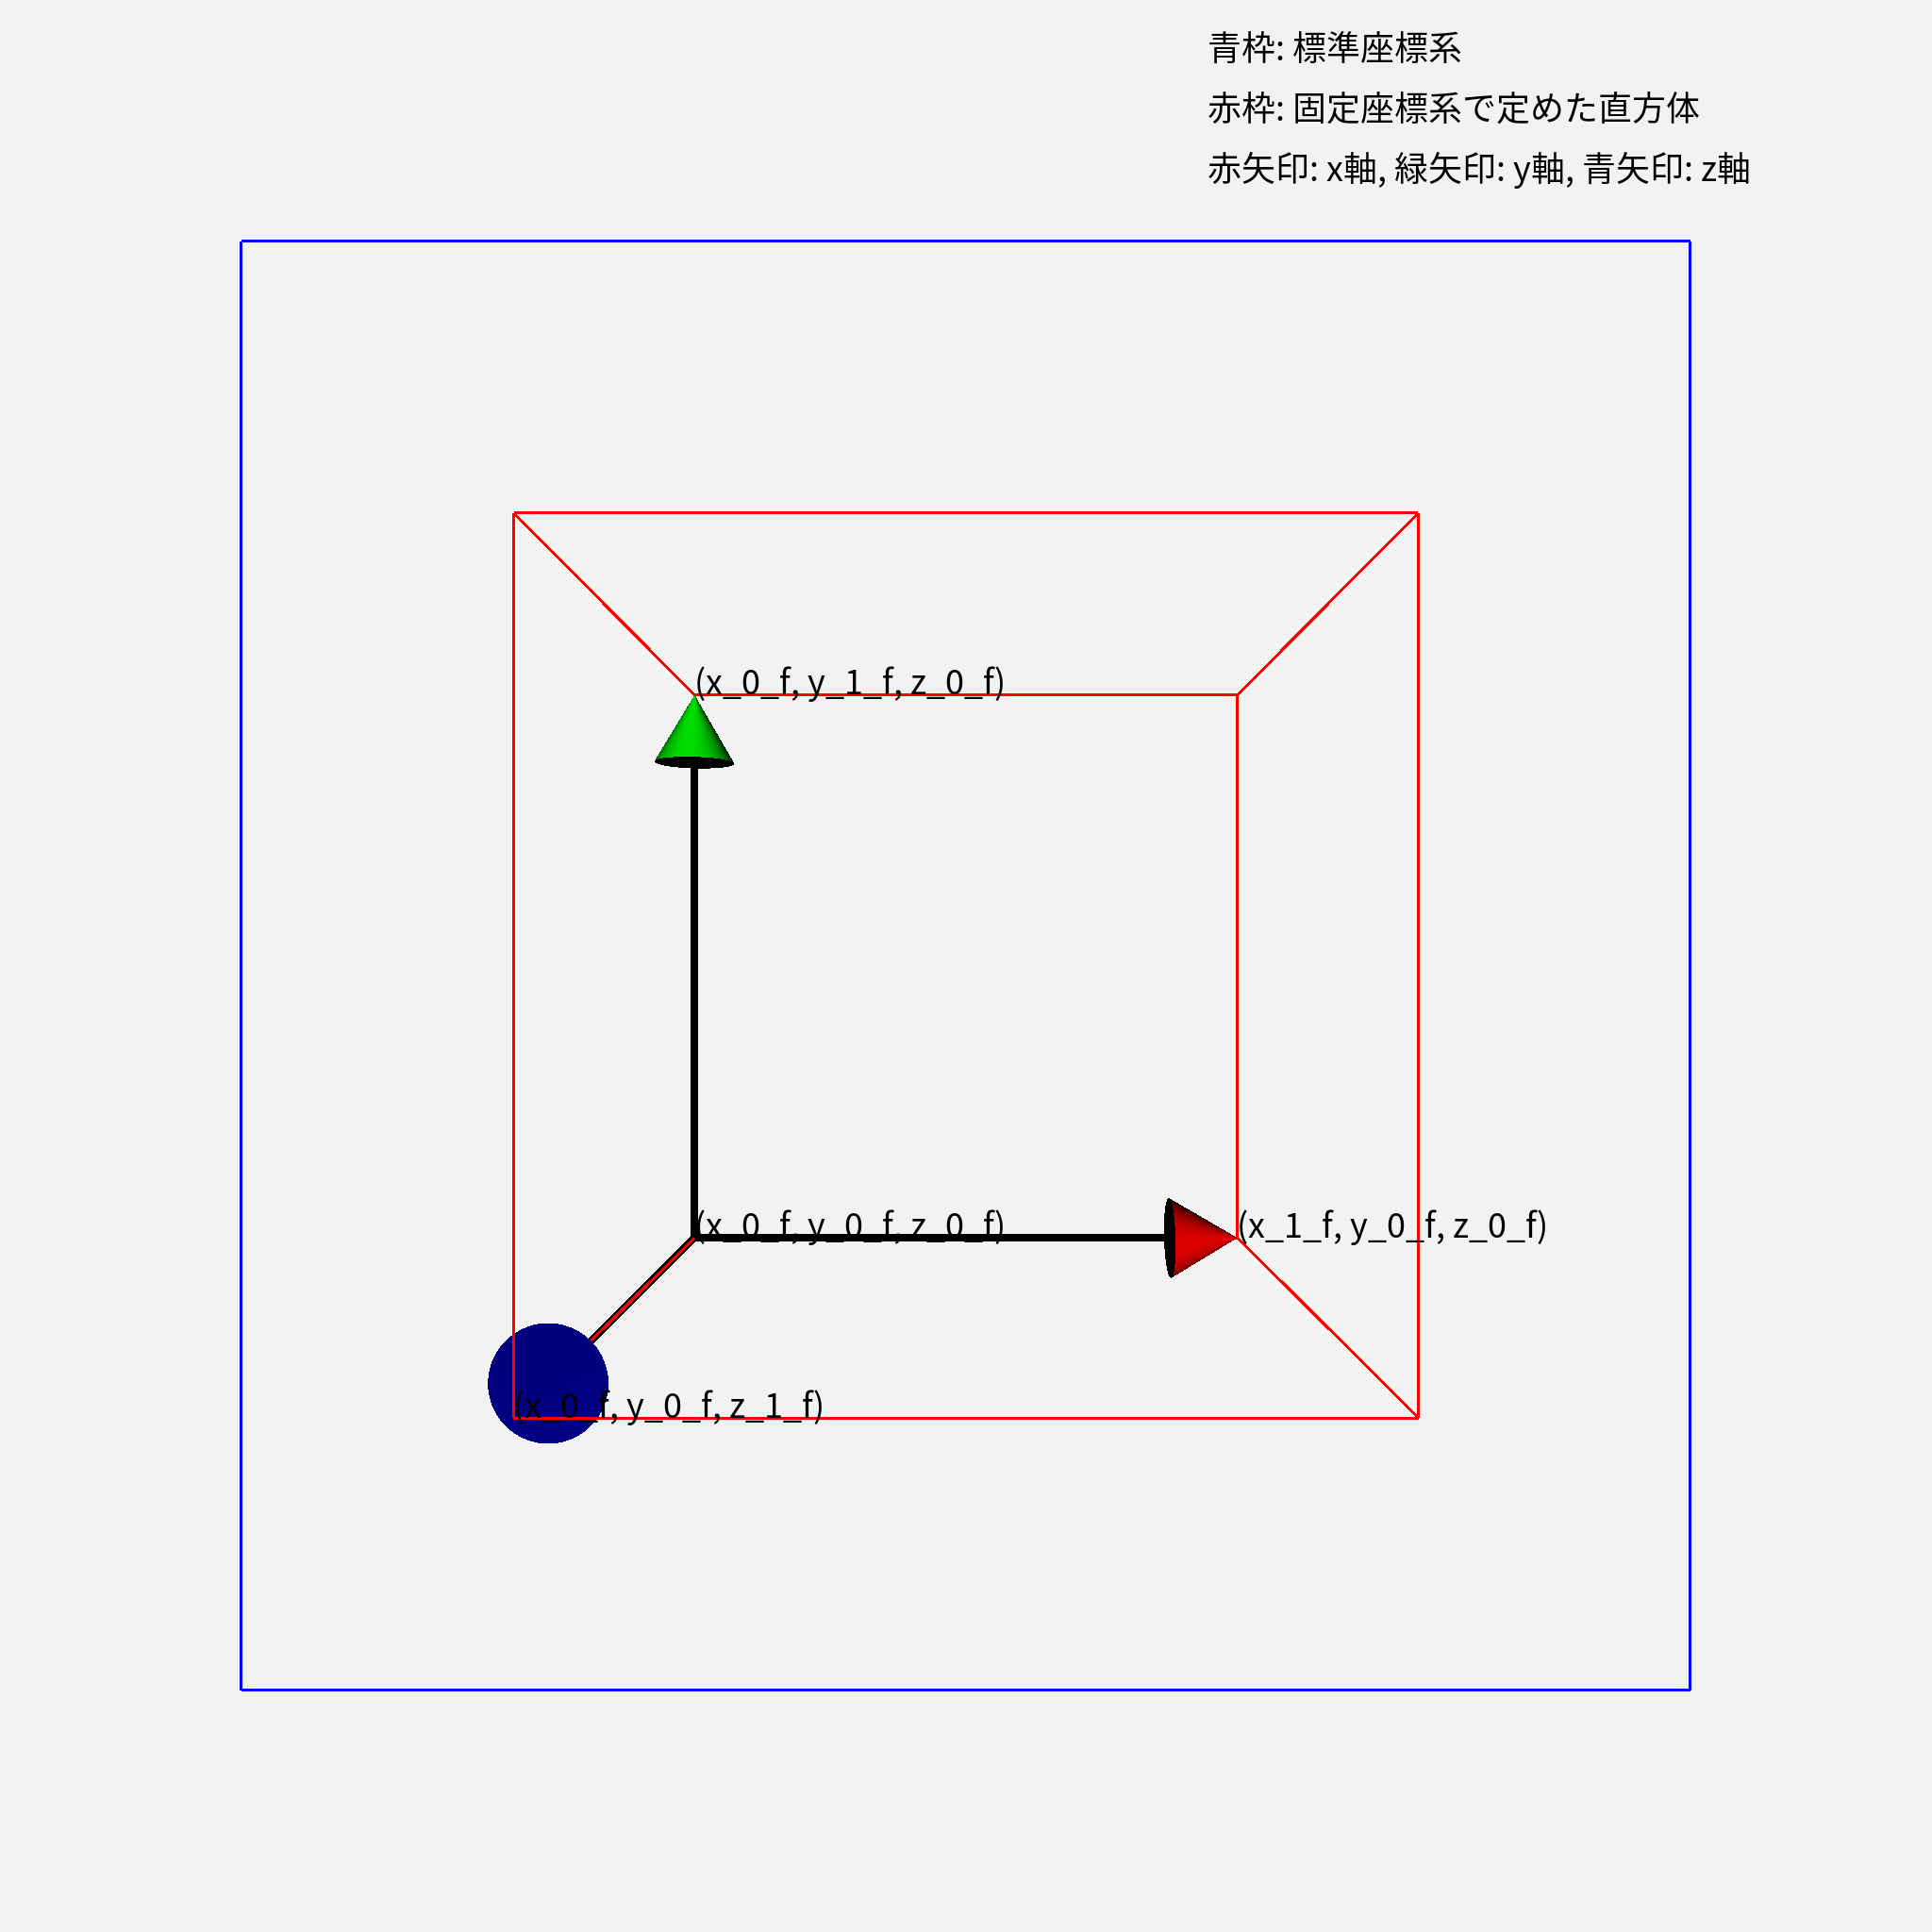 青枠: 標準座標系
赤枠: 固定座標系で定めた直方体
赤矢印: x軸, 緑矢印: y軸, 青矢印: z軸
(x_0_f, y_1_f, z_0_f)
(x_0_f, y_0_f, z_0_f)
(x_1_f, y_0_f, z_0_f)
(x_0_f, y_0_f, z_1_f)